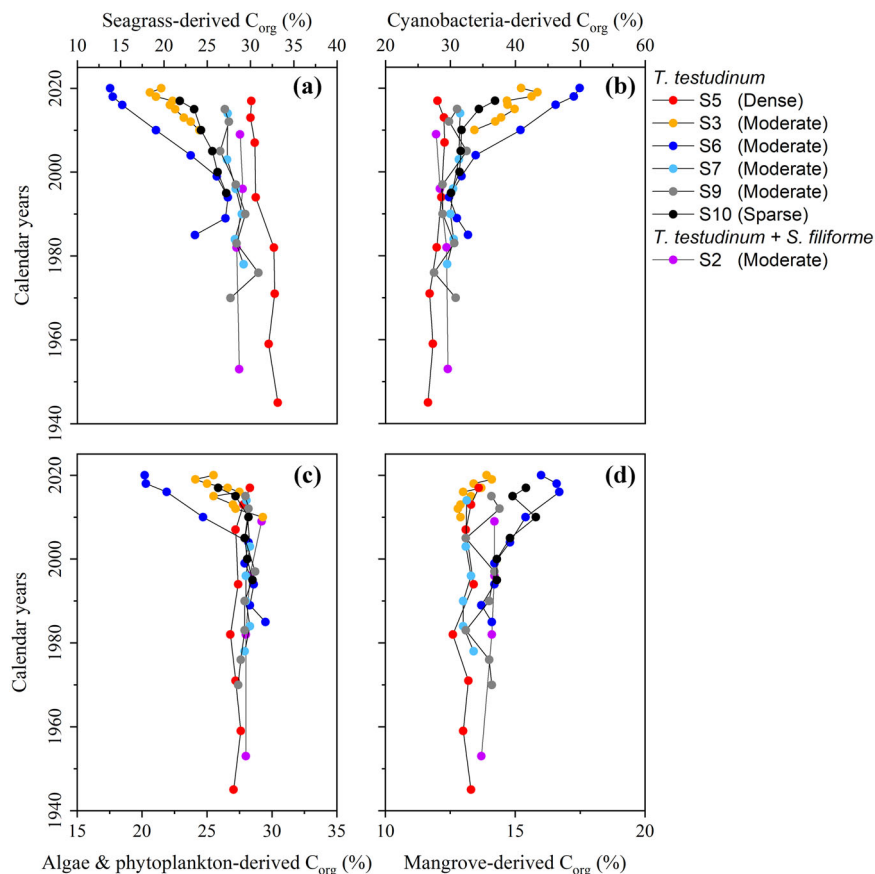 Seagrass-derived Corg (%)
10 15 20 25 30 35 40
Cyanobacteria-derived Corg (%)
20 30 40 50 60
(a)
(b)
Calendar years
2020
2000
1980
1960
1940
T. testudinum
S5 (Dense)
S3 (Moderate)
S6 (Moderate)
S7 (Moderate)
S9 (Moderate)
S10 (Sparse)
T. testudinum + S. filiforme
S2 (Moderate)
(c)
(d)
Calendar years
2020
2000
1980
1960
1940
15 20 25 30 35
Algae & phytoplankton-derived Corg (%)
10 15 20
Mangrove-derived Corg (%)